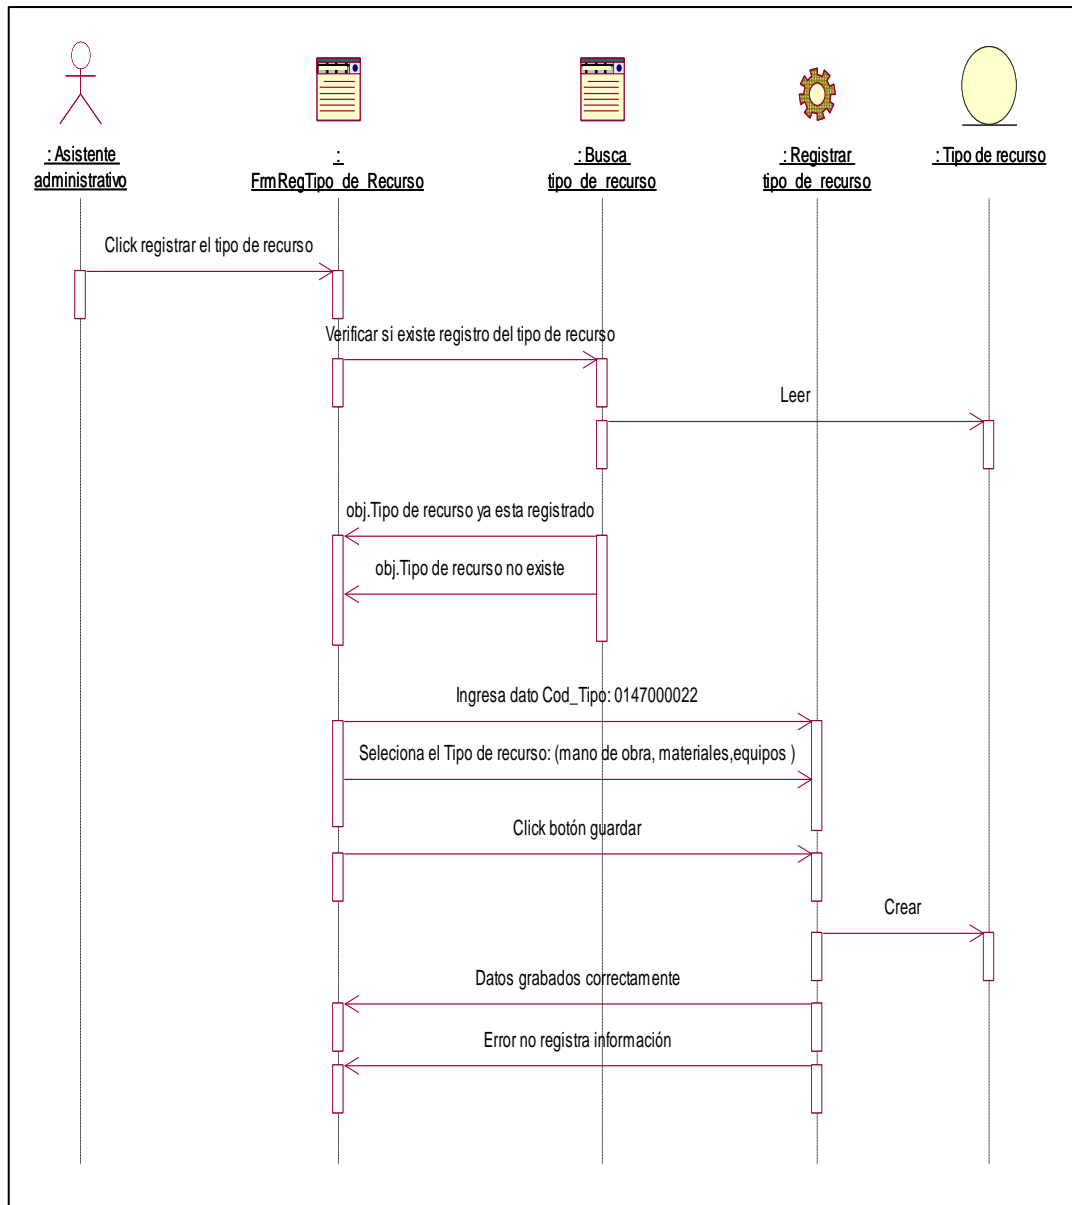 : Asistente
administrativo
:
FrmRegTipo_de_Recurso
: Busca
tipo_de_recurso
: Registrar
tipo_de_recurso
: Tipo de recurso
Click registrar el tipo de recurso
Verificar si existe registro del tipo de recurso
Leer
obj.Tipo de recurso ya esta registrado
obj.Tipo de recurso no existe
Ingresa dato Cod_Tipo: 0147000022
Seleciona el Tipo de recurso: (mano de obra, materiales,equipos )
Click botón guardar
Crear
Datos grabados correctamente
Error no registra información